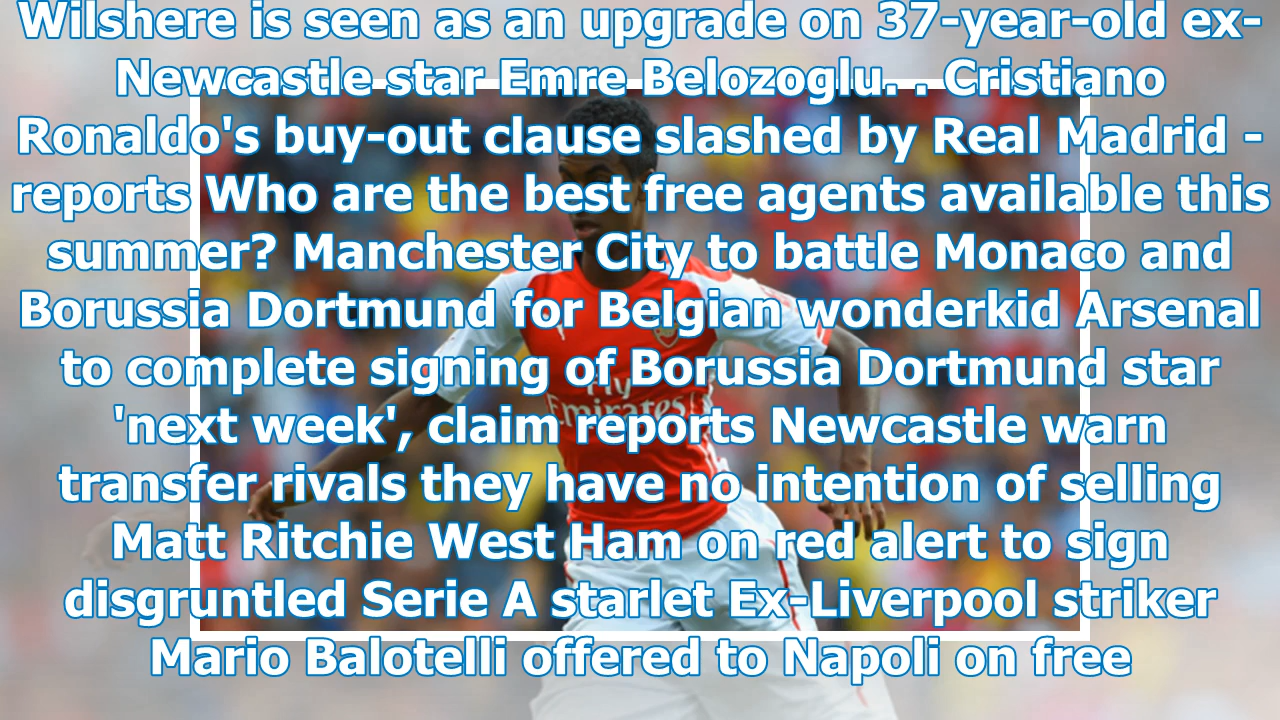 Wilshere is seen as an upgrade on 37-year-old ex-
Newcastle star Emre Belozoglu. . Cristiano
Ronaldo's buy-out clause slashed by Real Madrid -
reports Who are the best free agents available this
summer? Manchester City to battle Monaco and
Borussia Dortmund for Belgian wonderkid Arsenal
to complete signing of Borussia Dortmund star
'next week', claim reports Newcastle warn
transfer rivals they have no intention of selling
Matt Ritchie West Ham on red alert to sign
disgruntled Serie A starlet Ex-Liverpool striker
Mario Balotelli offered to Napoli on free
Fly
Emirates